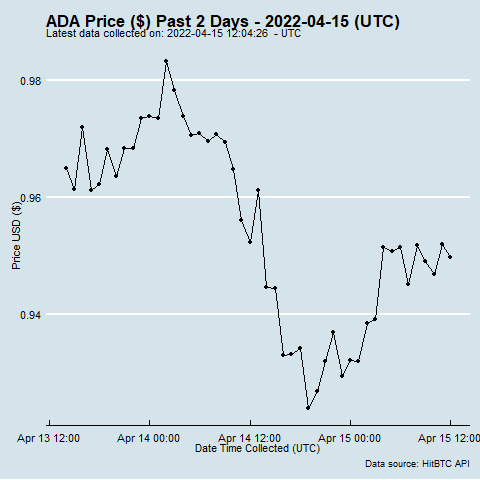 ADA Price ($) Past 2 Days - 2022-04-15 (UTC)
Latest data collected on: 2022-04-15 12:04:26 - UTC
0.98
0.96
0.94
Price USD ($)
Apr 13 12:00 Apr 14 00:00 Apr 14 12:00 Apr 15 00:00 Apr 15 12:00
Date Time Collected (UTC)
Data source: HitBTC API